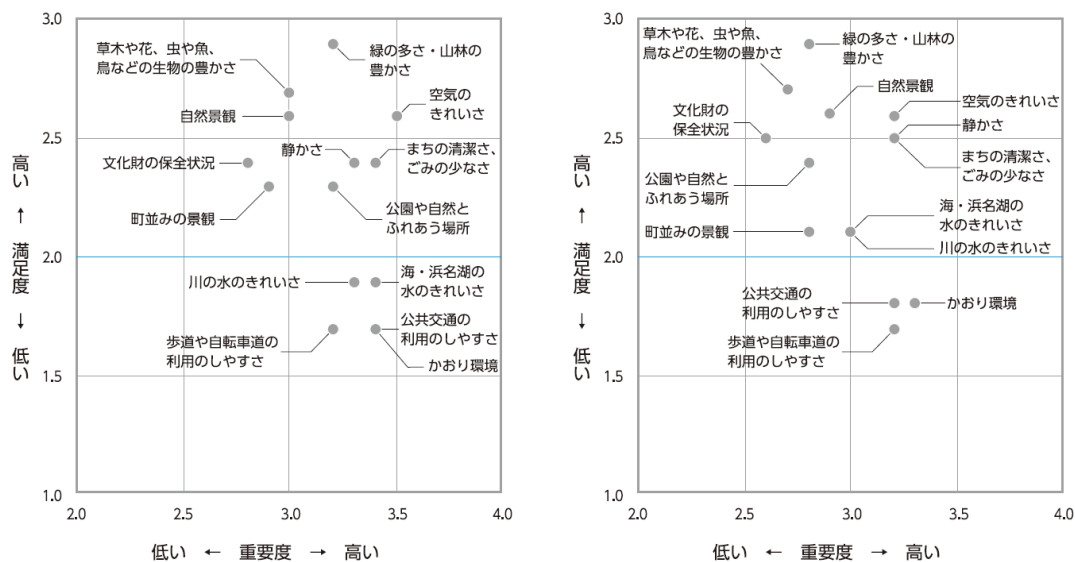 3.0
2.5
2.0
1.5
1.0
2.0
2.5
3.0
3.5
4.0
高い ↑ 満足度 ↓ 低い
低い ← 重要度 → 高い
草木や花、虫や魚、
鳥などの生物の豊かさ
緑の多さ・山林の
豊かさ
自然景観
空気の
きれいさ
文化財の保全状況
静かさ
まちの清潔さ、
ごみの少なさ
町並みの景観
公園や自然と
ふれあう場所
川の水のきれいさ
海・浜名湖の
水のきれいさ
歩道や自転車道の
利用のしやすさ
公共交通の
利用のしやすさ
かおり環境
3.0
2.5
2.0
1.5
1.0
2.0
2.5
3.0
3.5
4.0
高い ↑ 満足度 ↓ 低い
低い ← 重要度 → 高い
草木や花、虫や魚、
鳥などの生物の豊かさ
緑の多さ・山林の
豊かさ
自然景観
文化財の
保全状況
空気のきれいさ
静かさ
まちの清潔さ、
ごみの少なさ
公園や自然と
ふれあう場所
町並みの景観
海・浜名湖の
水のきれいさ
川の水のきれいさ
公共交通の
利用のしやすさ
かおり環境
歩道や自転車道の
利用のしやすさ